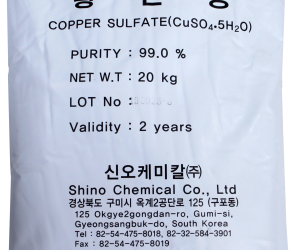 COPPER SULFATE(CuSO4•5H2O)
PURITY : 99.0 %
NET W.T : 20 kg
LOT No :
Validity : 2 years
신오케미칼(주)
Shino Chemical Co., Ltd
경상북도 구미시 옥계2공단로 125 (구포동)
125 Okgye2gongdan-ro, Gumi-si,
Gyeongsangbuk-do, South Korea
Tel : 82-54-475-8018, 82-32-584-3901
Fax : 82-54-475-8019